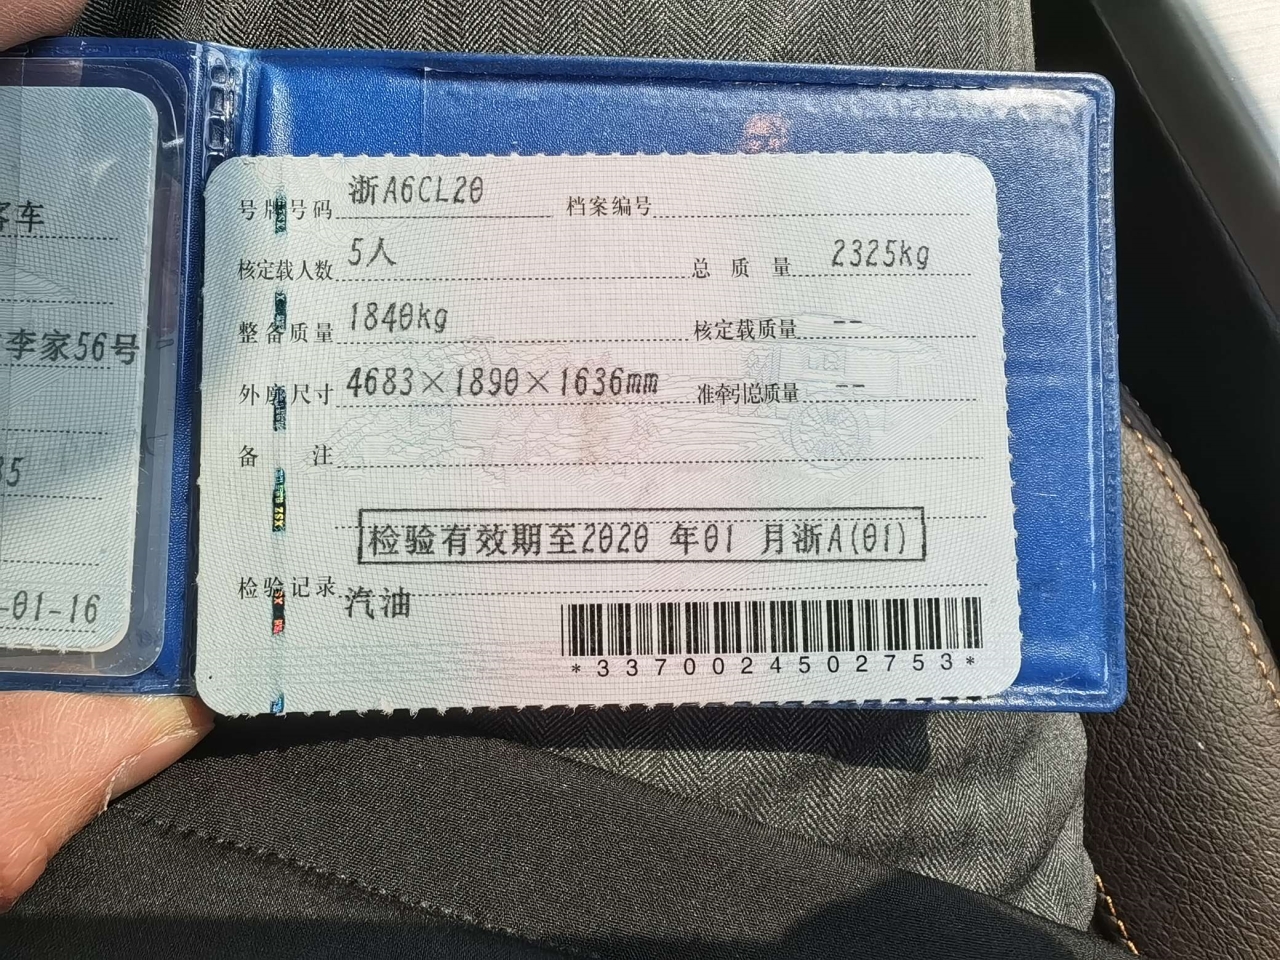 客车
李家56号
35
-01-16
号牌号码 浙A6CL20 档案编号
核定载人数 5人 总质量 2325kg
整备质量 1840kg 核定载质量 --
外廓尺寸 4683×1890×1636mm 准牵引总质量 --
备注
检验有效期至2020 年01 月浙A(01)
检验记录 汽油
*3370024502753*